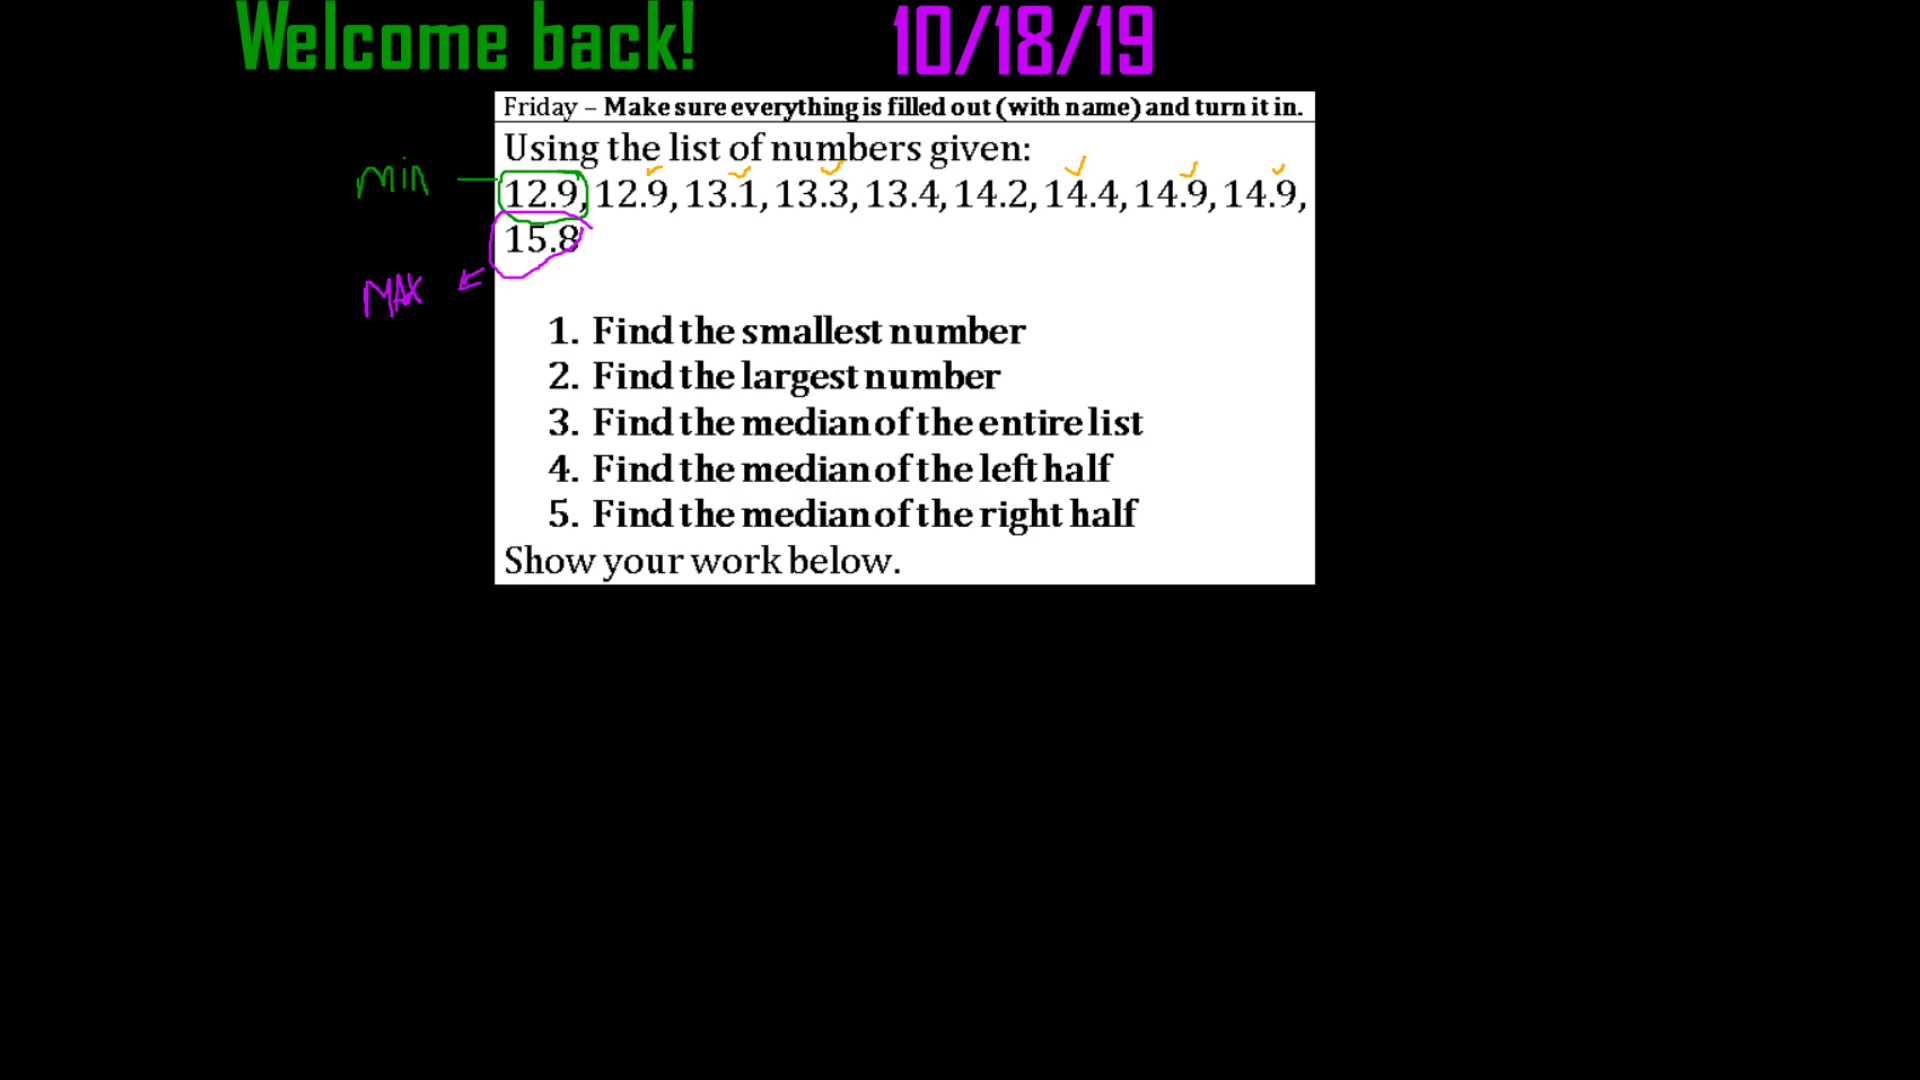 Welcome back! 10/18/19
Friday – Make sure everything is filled out (with name) and turn it in.
Using the list of numbers given:
min
12.9, 12.9, 13.1, 13.3, 13.4, 14.2, 14.4, 14.9, 14.9,
15.8
MAX
1. Find the smallest number
2. Find the largest number
3. Find the median of the entire list
4. Find the median of the left half
5. Find the median of the right half
Show your work below.